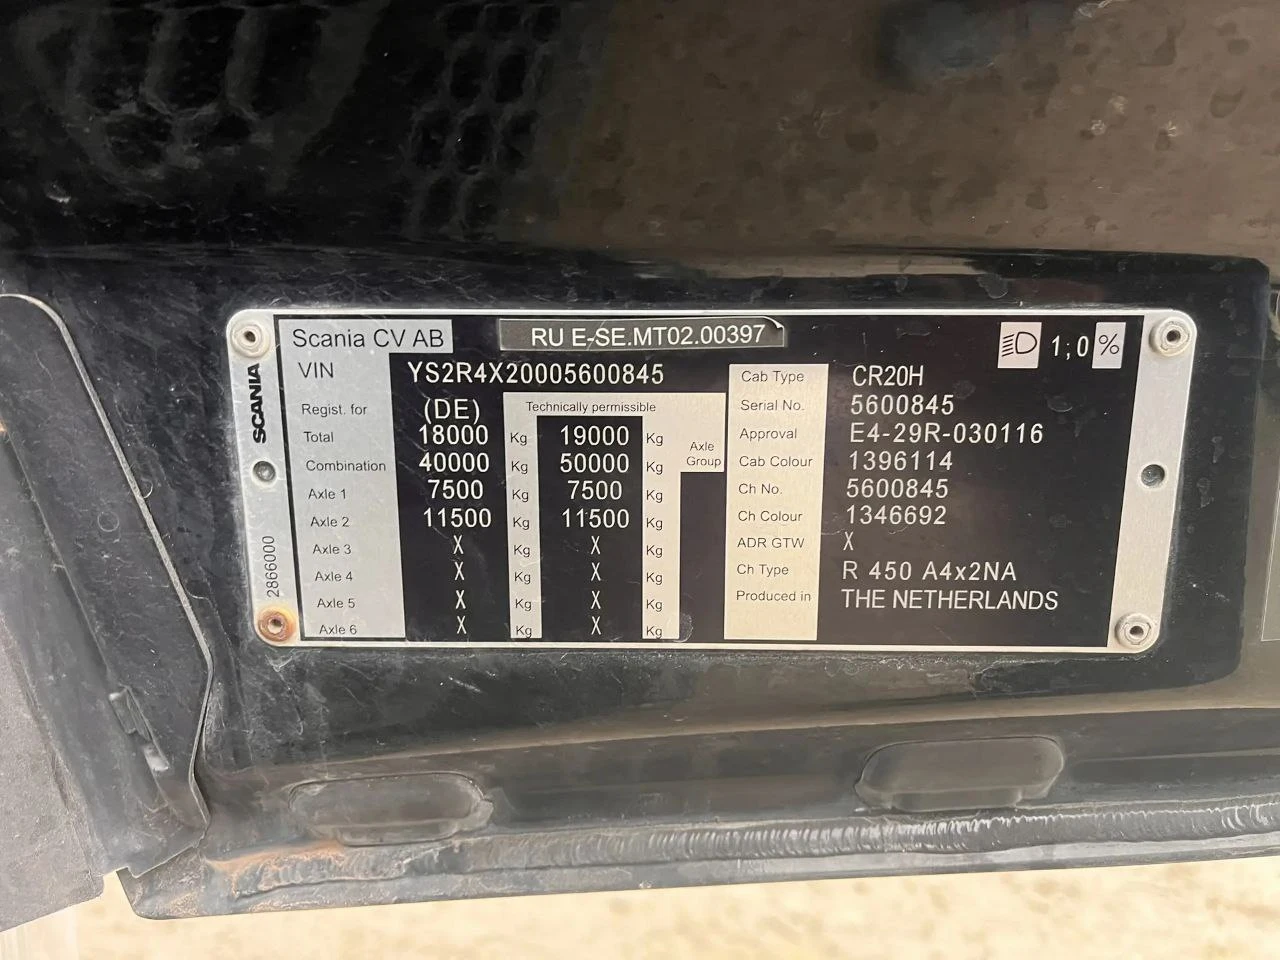 Scania CV AB RU E-SE.MT02.00397 1,0 %
SCANIA
2866000
VIN YS2R4X20005600845
Regist. for (DE) Technically permissible
Total 18000 Kg 19000 Kg Axle Group
Combination 40000 Kg 50000 Kg
Axle 1 7500 Kg 7500 Kg
Axle 2 11500 Kg 11500 Kg
Axle 3 X Kg X Kg
Axle 4 X Kg X Kg
Axle 5 X Kg X Kg
Axle 6 X Kg X Kg
Cab Type CR20H
Serial No. 5600845
Approval E4-29R-030116
Cab Colour 1396114
Ch No. 5600845
Ch Colour 1346692
ADR GTW X
Ch Type R 450 A4x2NA
Produced in THE NETHERLANDS